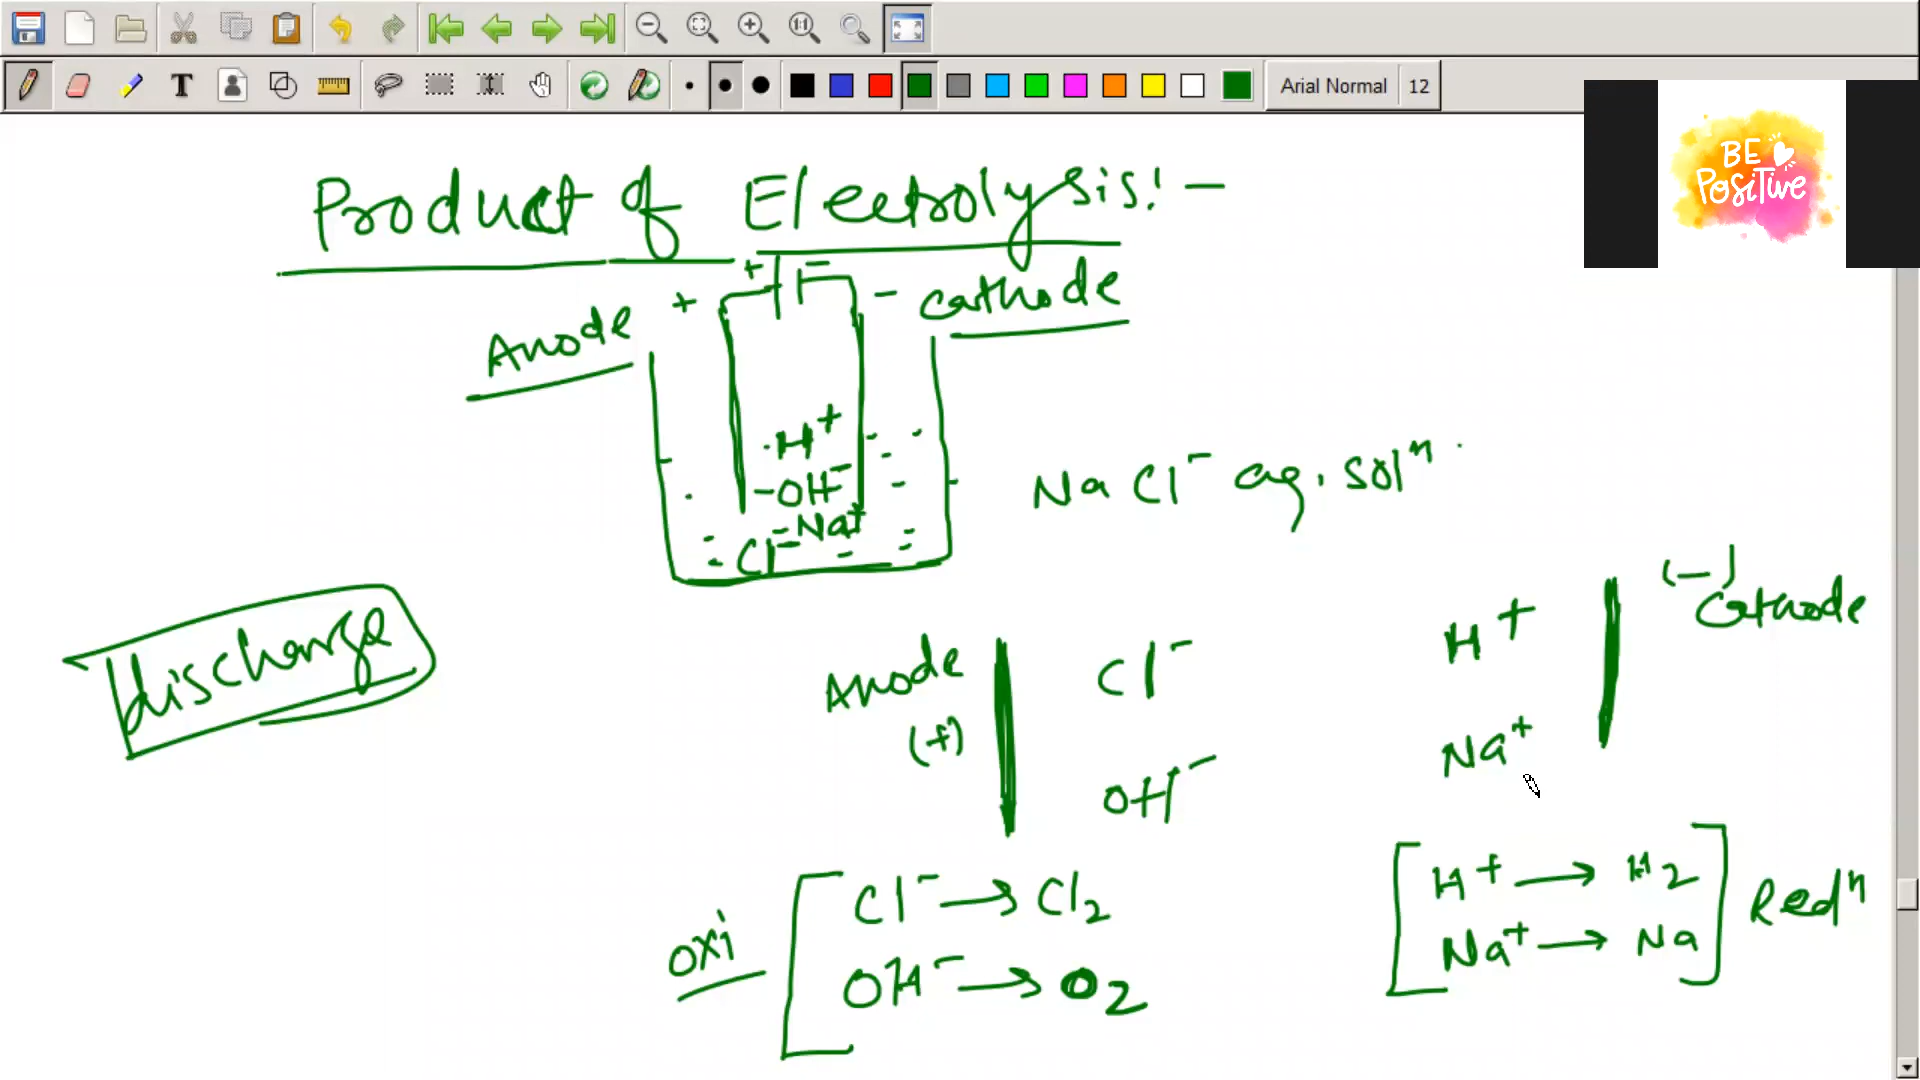 Arial Normal 12
T
BE
POSITIVE
Product of Electrolysis:-
+ -
Anode + - cathode
H+
-OH-
-Na+
Cl-
NaCl- aq. solⁿ.
discharge
(-)
Cathode
Anode
(+)
Cl-
OH-
H+
Na+
oxi
Cl- → Cl2
OH- → O2
H+ → H2
Na+ → Na
Redⁿ